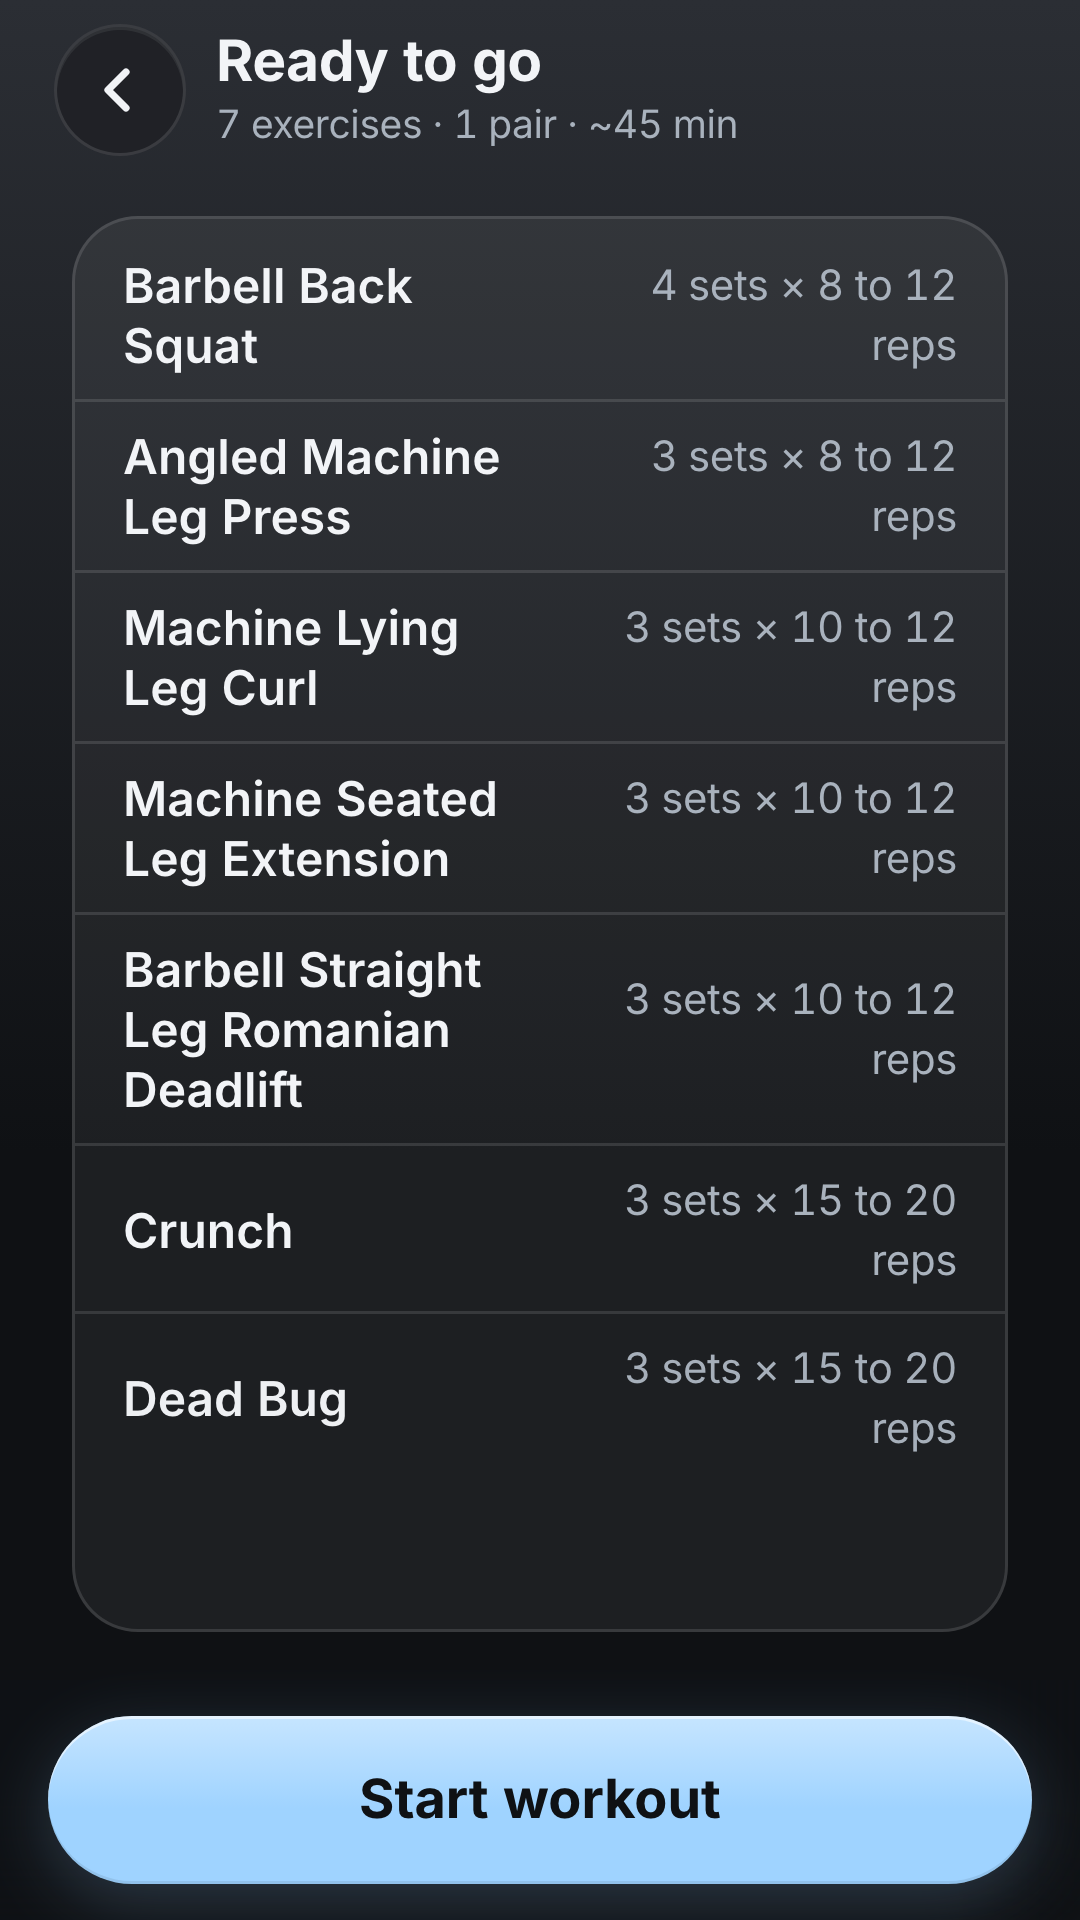 Ready to go
7 exercises · 1 pair · ~45 min
Barbell Back
Squat
4 sets × 8 to 12
reps
Angled Machine
Leg Press
3 sets × 8 to 12
reps
Machine Lying
Leg Curl
3 sets × 10 to 12
reps
Machine Seated
Leg Extension
3 sets × 10 to 12
reps
Barbell Straight
Leg Romanian
Deadlift
3 sets × 10 to 12
reps
Crunch
3 sets × 15 to 20
reps
Dead Bug
3 sets × 15 to 20
reps
Start workout